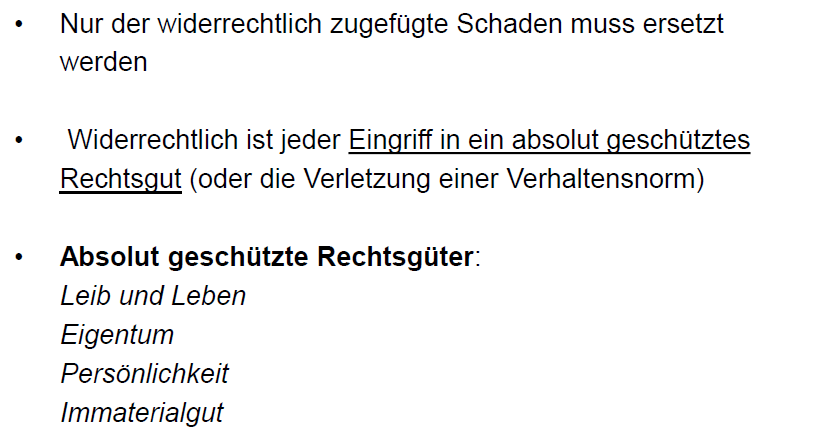 • Nur der widerrechtlich zugefügte Schaden muss ersetzt
werden
• Widerrechtlich ist jeder Eingriff in ein absolut geschütztes
Rechtsgut (oder die Verletzung einer Verhaltensnorm)
• Absolut geschützte Rechtsgüter:
Leib und Leben
Eigentum
Persönlichkeit
Immaterialgut